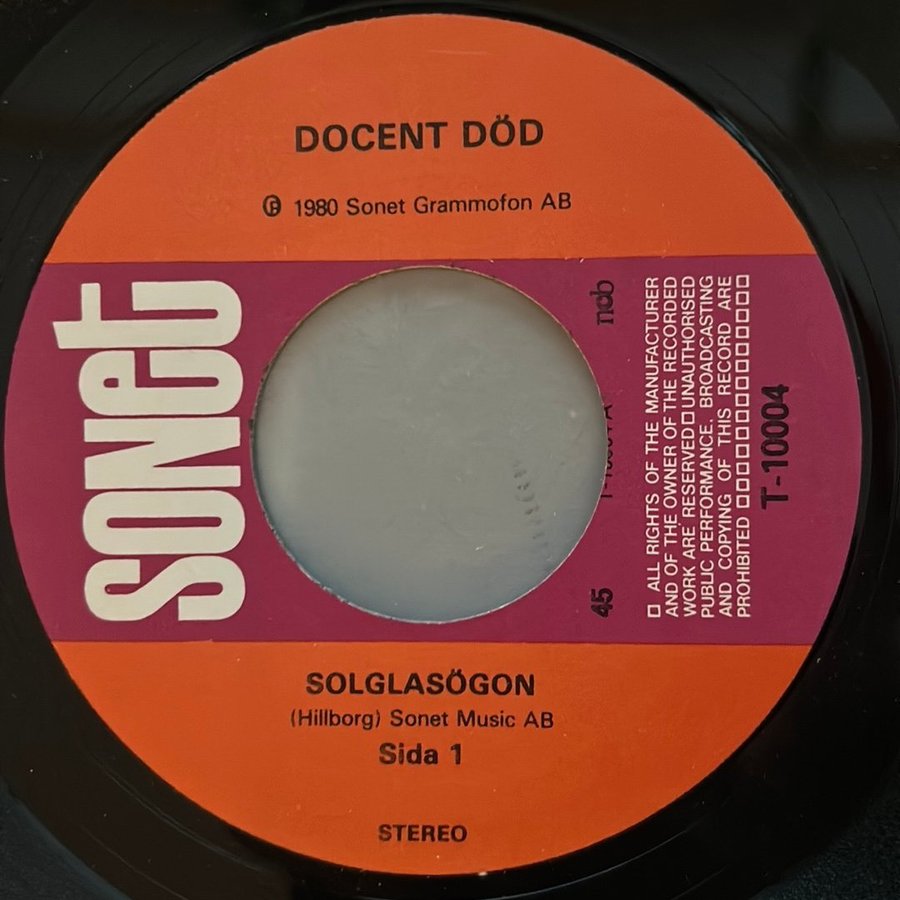 DOCENT DÖD
℗ 1980 Sonet Grammofon AB
sonet
45
ncb
□ ALL RIGHTS OF THE MANUFACTURER
AND OF THE OWNER OF THE RECORDED
WORK ARE RESERVED □ UNAUTHORISED
PUBLIC PERFORMANCE, BROADCASTING
AND COPYING OF THIS RECORD ARE
PROHIBITED □□□□□□□□□□□□□
T-10004
SOLGLASÖGON
(Hillborg) Sonet Music AB
Sida 1
STEREO